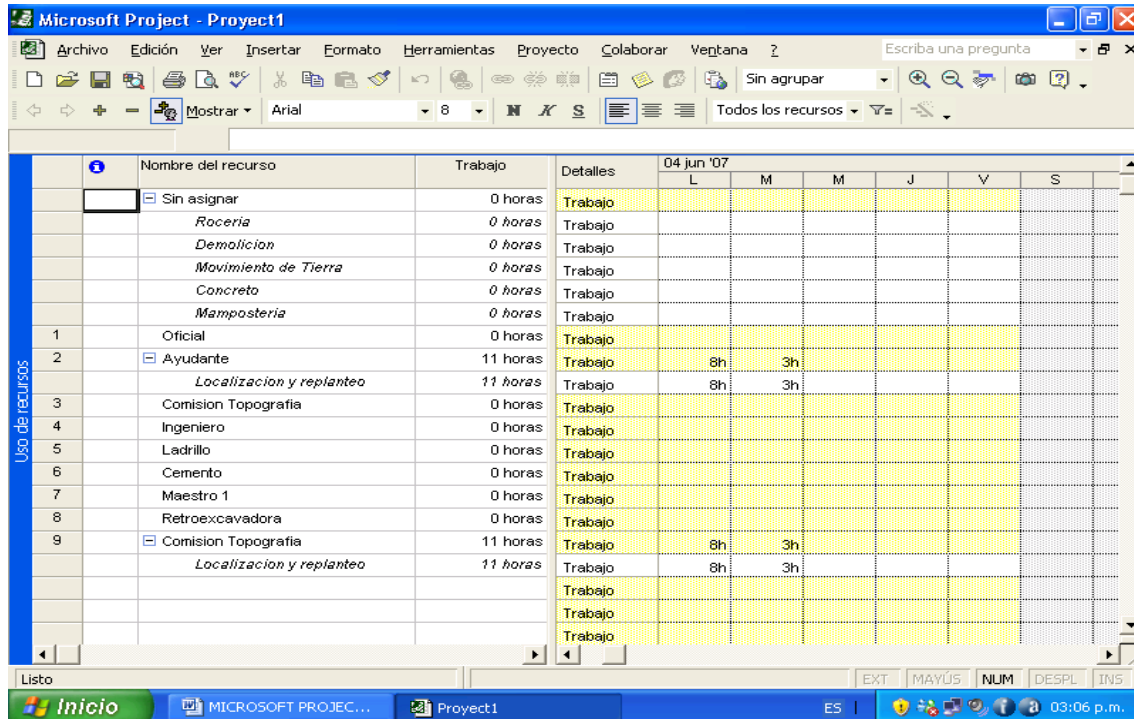 Microsoft Project - Proyect1
Archivo Edición Ver Insertar Formato Herramientas Proyecto Colaborar Ventana ? Escriba una pregunta
ABC Sin agrupar
Mostrar Arial 8 N K S Todos los recursos
Nombre del recurso Trabajo Detalles 04 jun '07
L M M J V S
Sin asignar 0 horas Trabajo
Roceria 0 horas Trabajo
Demolicion 0 horas Trabajo
Movimiento de Tierra 0 horas Trabajo
Concreto 0 horas Trabajo
Mamposteria 0 horas Trabajo
1 Oficial 0 horas Trabajo
2 Ayudante 11 horas Trabajo 8h 3h
Localizacion y replanteo 11 horas Trabajo 8h 3h
3 Comision Topografia 0 horas Trabajo
4 Ingeniero 0 horas Trabajo
5 Ladrillo 0 horas Trabajo
6 Cemento 0 horas Trabajo
7 Maestro 1 0 horas Trabajo
8 Retroexcavadora 0 horas Trabajo
9 Comision Topografia 11 horas Trabajo 8h 3h
Localizacion y replanteo 11 horas Trabajo 8h 3h
Trabajo
Trabajo
Trabajo
Uso de recursos
Listo EXT MAYÚS NUM DESPL INS
Inicio MICROSOFT PROJEC... Proyect1 ES 03:06 p.m.